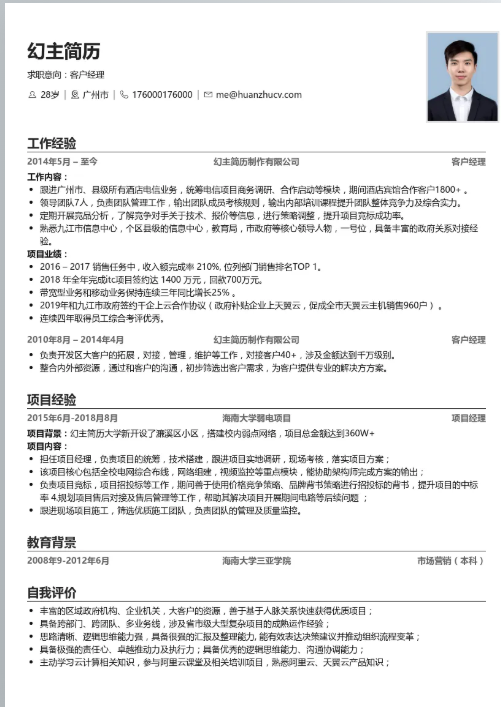 幻主简历
求职意向：客户经理
28岁 | 广州市 | 176000176000 | me@huanzhucv.com
工作经验
2014年5月 – 至今 幻主简历制作有限公司 客户经理
工作内容：
跟进广州市、县级所有酒店电信业务，统筹电信项目商务调研、合作启动等模块，期间酒店宾馆合作客户1800+ 。
领导团队7人，负责团队管理工作，输出团队成员考核规则，输出内部培训课程提升团队整体竞争力及综合实力。
定期开展竞品分析，了解竞争对手关于技术、报价等信息，进行策略调整，提升项目竞标成功率。
熟悉九江市信息中心，个区县级的信息中心，教育局，市政府等核心领导人物，一号位，具备丰富的政府关系对接经
验。
项目业绩：
2016 – 2017 销售任务中，收入额完成率 210%, 位列部门销售排名TOP 1。
2018 年全年完成 itc项目签约达 1400 万元，回款700万元。
带宽型业务和移动业务保持连续三年同比增长25% 。
2019年和九江市政府签约千企上云合作协议（政府补贴企业上天翼云，促成全市天翼云主机销售960户 ） 。
连续四年取得员工综合考评优秀。
2010年8月 – 2014年4月 幻主简历制作有限公司 客户经理
负责开发区大客户的拓展，对接，管理，维护等工作，对接客户40+，涉及金额达到千万级别。
整合内外部资源，通过和客户的沟通，初步筛选出客户需求，为客户提供专业的解决方方案。
项目经验
2015年6月-2018月8月 海南大学弱电项目 项目经理
项目背景：幻主简历大学新开设了濂溪区小区，搭建校内弱点网络，项目总金额达到360W+
项目内容：
担任项目经理，负责项目的统筹，技术搭建，跟进项目实地调研，现场考核，落实项目方案；
该项目核心包括全校电网综合布线，网络组建，视频监控等重点模块，能协助架构师完成方案的输出；
负责项目竞标，项目招投标等工作，期间善于使用价格竞争策略、品牌背书策略进行招投标的背书，提升项目的中标
率 4.规划项目售后对接及售后管理等工作，帮助其解决项目开展期间电路等后续问题 ；
跟进现场项目施工，筛选优质施工团队，负责团队的管理及质量监控。
教育背景
2008年9-2012年6月 海南大学三亚学院 市场营销（本科）
自我评价
丰富的区域政府机构、企业机关，大客户的资源，善于基于人脉关系快速获得优质项目；
具备跨部门、跨团队、多业务线，涉及省市级大型复杂项目的成熟运作经验；
思路清晰、逻辑思维能力强，具备很强的汇报及整理能力, 能有效表达决策建议并推动组织流程变革；
具备极强的责任心、卓越推动力及执行力；具备优秀的逻辑思维能力、沟通协调能力；
主动学习云计算相关知识，参与阿里云课堂及相关培训项目，熟悉阿里云、天翼云产品知识；